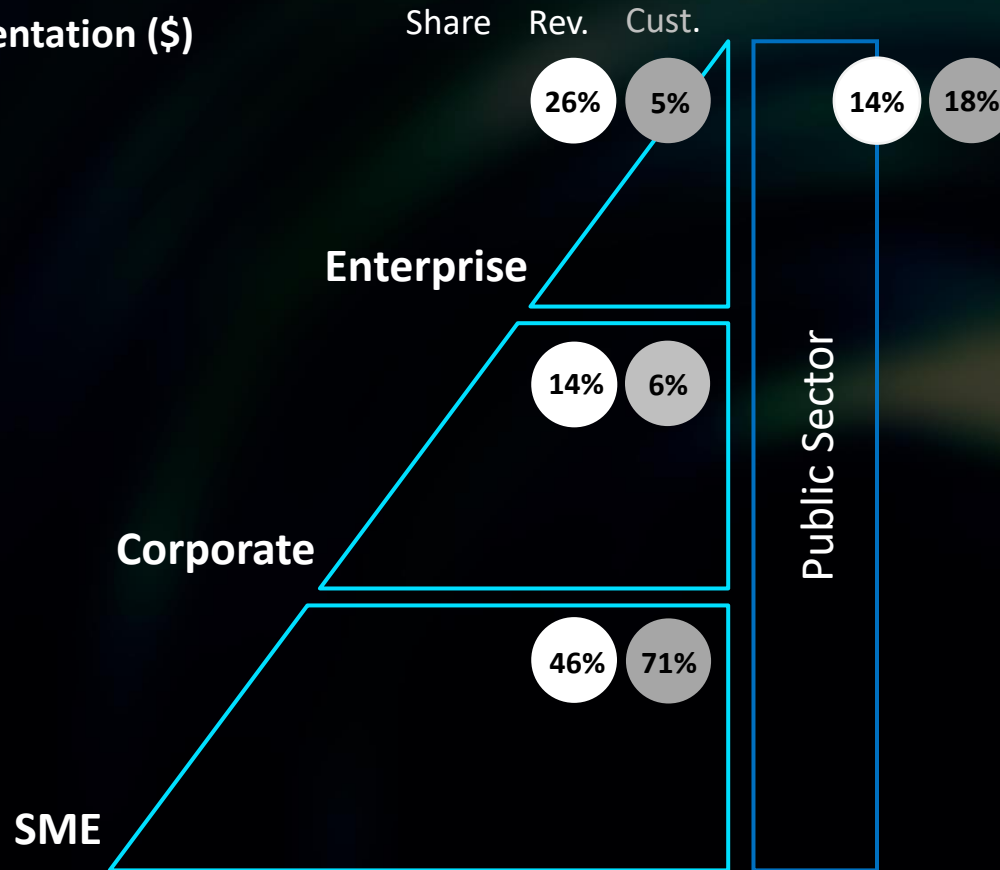 entation ($)
Share Rev. Cust.
26% 5% 14% 18%
Enterprise
14% 6%
Public Sector
Corporate
46% 71%
SME